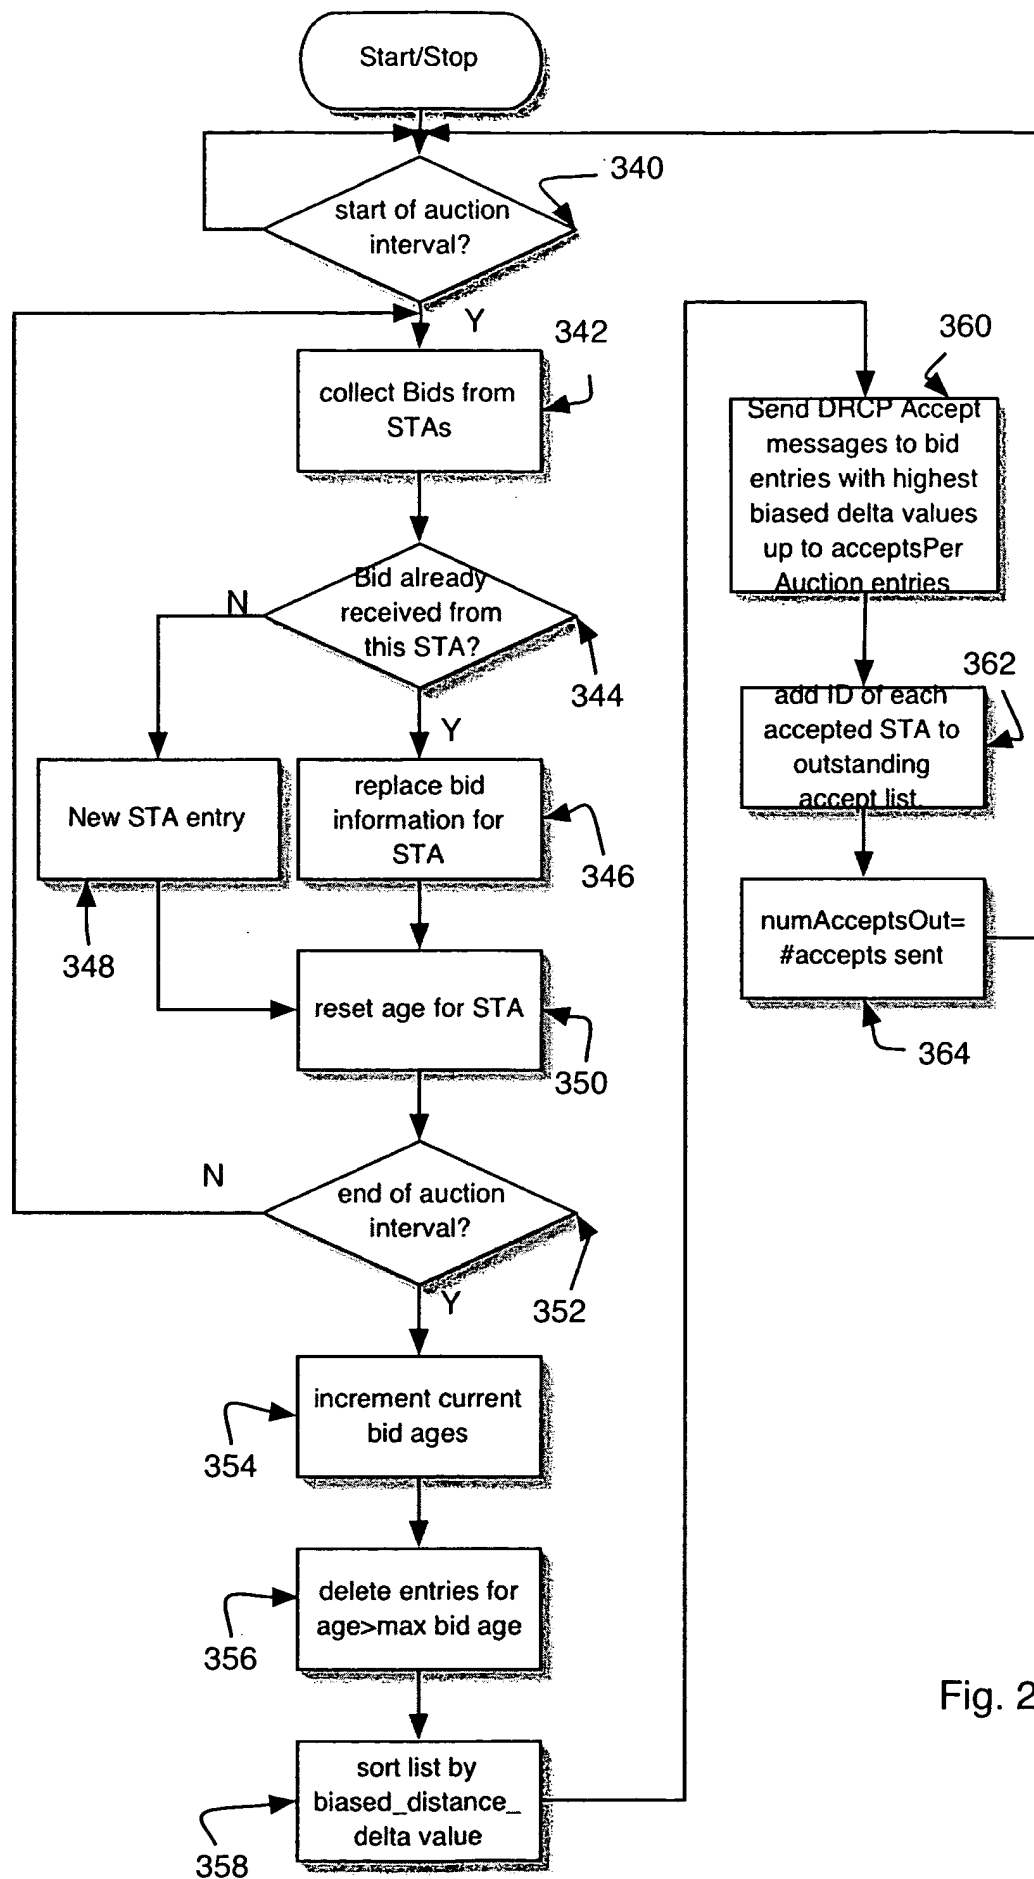 Start/Stop
340
start of auction
interval?
Y
342
collect Bids from
STAs
Bid already
received from
this STA?
N
344
Y
New STA entry
348
replace bid
information for
STA
346
reset age for STA
350
end of auction
interval?
N
352
Y
increment current
bid ages
354
delete entries for
age>max bid age
356
sort list by
biased_distance_
delta value
358
360
Send DRCP Accept
messages to bid
entries with highest
biased delta values
up to acceptsPer
Auction entries
362
add ID of each
accepted STA to
outstanding
accept list.
numAcceptsOut=
#accepts sent
364
Fig. 2